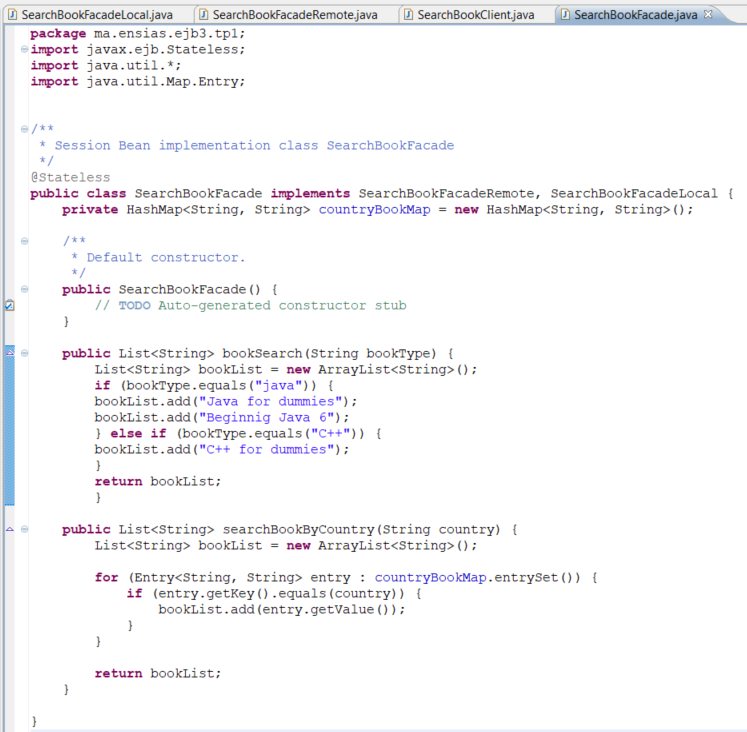 SearchBookFacadeLocal.java SearchBookFacadeRemote.java SearchBookClient.java SearchBookFacade.java
package ma.ensias.ejb3.tp1;
import javax.ejb.Stateless;
import java.util.*;
import java.util.Map.Entry;
/**
 * Session Bean implementation class SearchBookFacade
 */
@Stateless
public class SearchBookFacade implements SearchBookFacadeRemote, SearchBookFacadeLocal {
    private HashMap<String, String> countryBookMap = new HashMap<String, String>();
    /**
     * Default constructor.
     */
    public SearchBookFacade() {
        // TODO Auto-generated constructor stub
    }
    public List<String> bookSearch(String bookType) {
        List<String> bookList = new ArrayList<String>();
        if (bookType.equals("java")) {
        bookList.add("Java for dummies");
        bookList.add("Beginnig Java 6");
        } else if (bookType.equals("C++")) {
        bookList.add("C++ for dummies");
        }
        return bookList;
        }
    public List<String> searchBookByCountry(String country) {
        List<String> bookList = new ArrayList<String>();
        for (Entry<String, String> entry : countryBookMap.entrySet()) {
            if (entry.getKey().equals(country)) {
                bookList.add(entry.getValue());
            }
        }
        return bookList;
    }
}